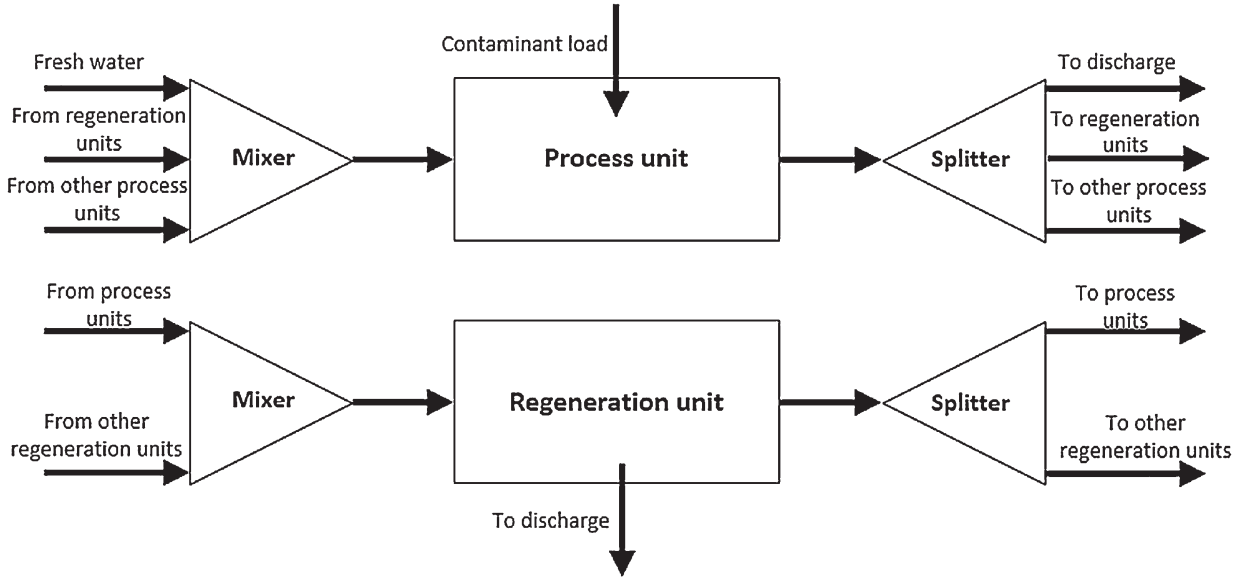 Contaminant load
Fresh water
From regeneration
units
From other process
units
Mixer
Process unit
Splitter
To discharge
To regeneration
units
To other process
units
From process
units
From other
regeneration units
Mixer
Regeneration unit
To discharge
Splitter
To process
units
To other
regeneration units